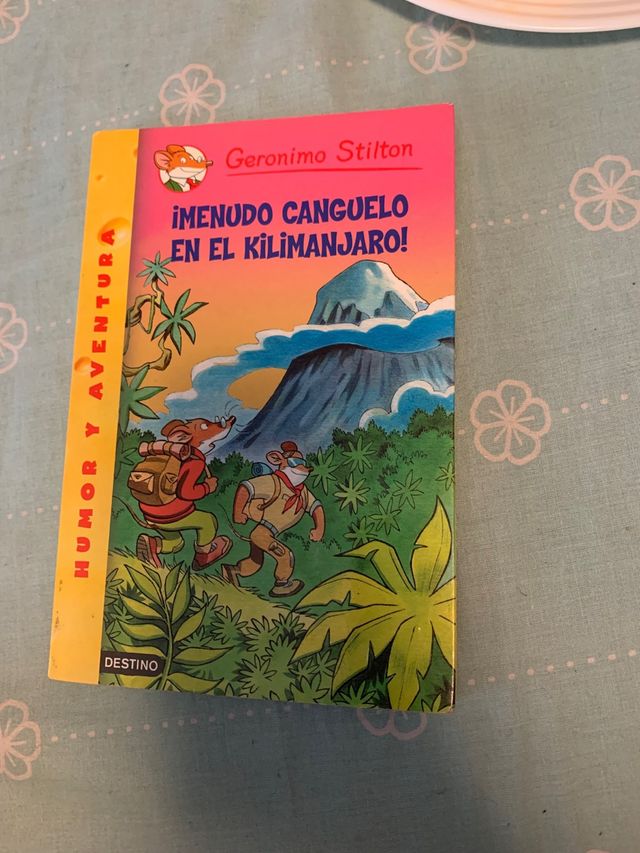 Geronimo Stilton
¡MENUDO CANGUELO
EN EL KILIMANJARO!
HUMOR Y AVENTURA
DESTINO